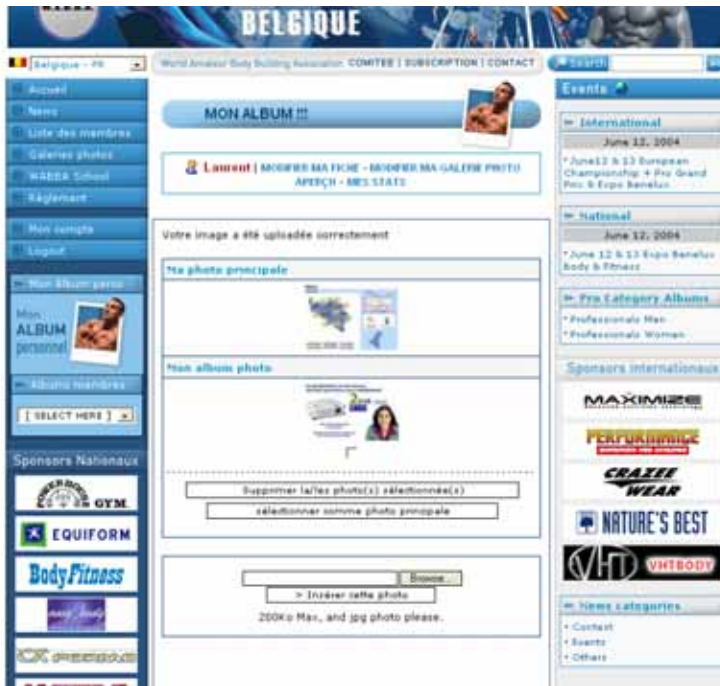 BELGIQUE
Belgique - FR
World Amateur Body Building Association COMITEE | SUBSCRIPTION | CONTACT
Search
Accueil
News
Liste des membres
Galeries photos
WABBA School
Règlement
Mon compte
Logout
Mon Album perso
Mon
ALBUM
personnel
Albums membres
[ SELECT HERE ]
Sponsors Nationaux
POWERHOUSE
GYM.
EQUIFORM
BodyFitness
MON ALBUM !!!
Laurent | MODIFIER MA FICHE - MODIFIER MA GALERIE PHOTO
APERÇU - MES STATS
Votre image a été uploadée correctement
Ma photo principale
Mon album photo
Supprimer la/les photo(s) sélectionnée(s)
sélectionner comme photo principale
Browse...
> Insérer cette photo
200Ko Max, and jpg photo please.
Events
International
June 12, 2004
*June12 & 13 European
Championship + Pro Grand
Prix & Expo Benelux
National
June 12, 2004
*June 12 & 13 Expo Benelux
Body & Fitness
Pro Category Albums
*Professionals Men
*Professionals Woman
Sponsors internationaux
MAXIMIZE
PERFORMANCE
CRAZEE
WEAR
NATURE'S BEST
VHT VHTBODY
News categories
Contest
Events
Others